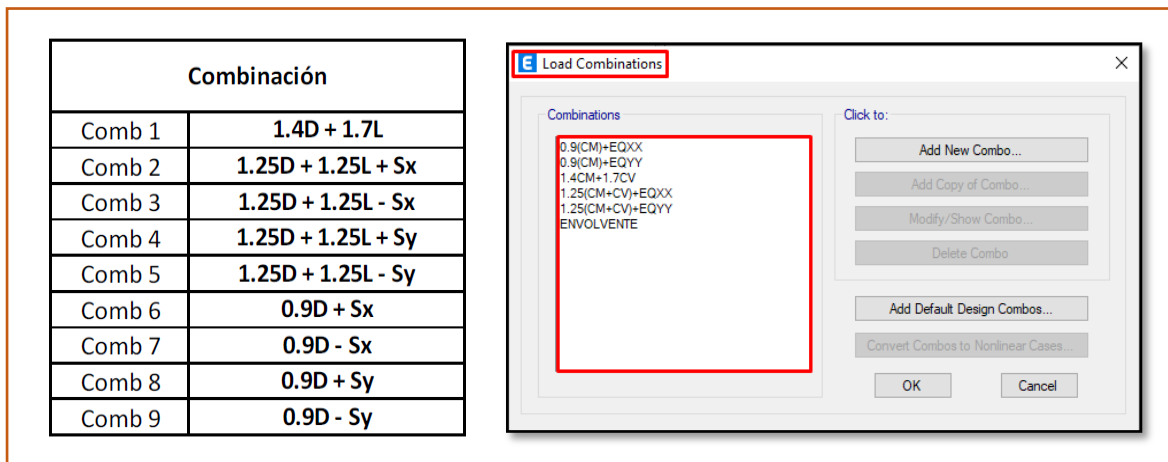 Combinación
Comb 1 1.4D + 1.7L
Comb 2 1.25D + 1.25L + Sx
Comb 3 1.25D + 1.25L - Sx
Comb 4 1.25D + 1.25L + Sy
Comb 5 1.25D + 1.25L - Sy
Comb 6 0.9D + Sx
Comb 7 0.9D - Sx
Comb 8 0.9D + Sy
Comb 9 0.9D - Sy
E Load Combinations
Combinations
0.9(CM)+EQXX
0.9(CM)+EQYY
1.4CM+1.7CV
1.25(CM+CV)+EQXX
1.25(CM+CV)+EQYY
ENVOLVENTE
Click to:
Add New Combo...
Add Copy of Combo...
Modify/Show Combo...
Delete Combo
Add Default Design Combos...
Convert Combos to Nonlinear Cases...
OK Cancel